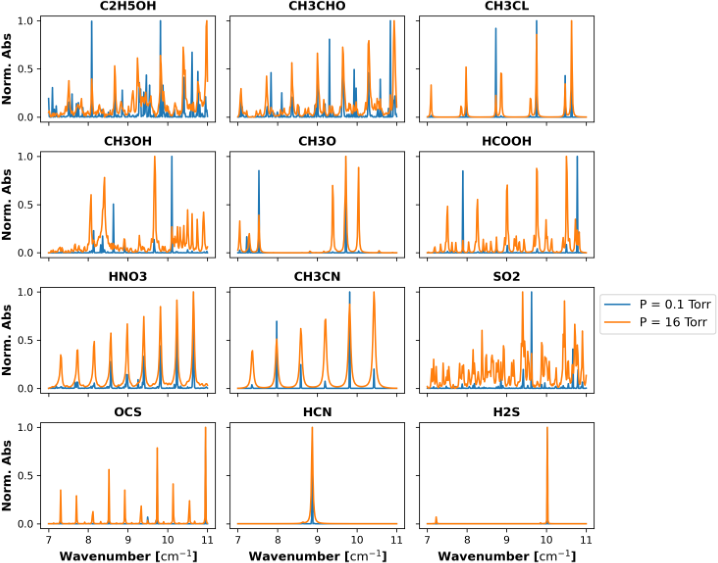 C2H5OH CH3CHO CH3CL
Norm. Abs
1.0
0.5
0.0
CH3OH CH3O HCOOH
Norm. Abs
1.0
0.5
0.0
HNO3 CH3CN SO2
Norm. Abs
1.0
0.5
0.0
P = 0.1 Torr
P = 16 Torr
OCS HCN H2S
Norm. Abs
1.0
0.5
0.0
7 8 9 10 11 7 8 9 10 11 7 8 9 10 11
Wavenumber [cm⁻¹] Wavenumber [cm⁻¹] Wavenumber [cm⁻¹]